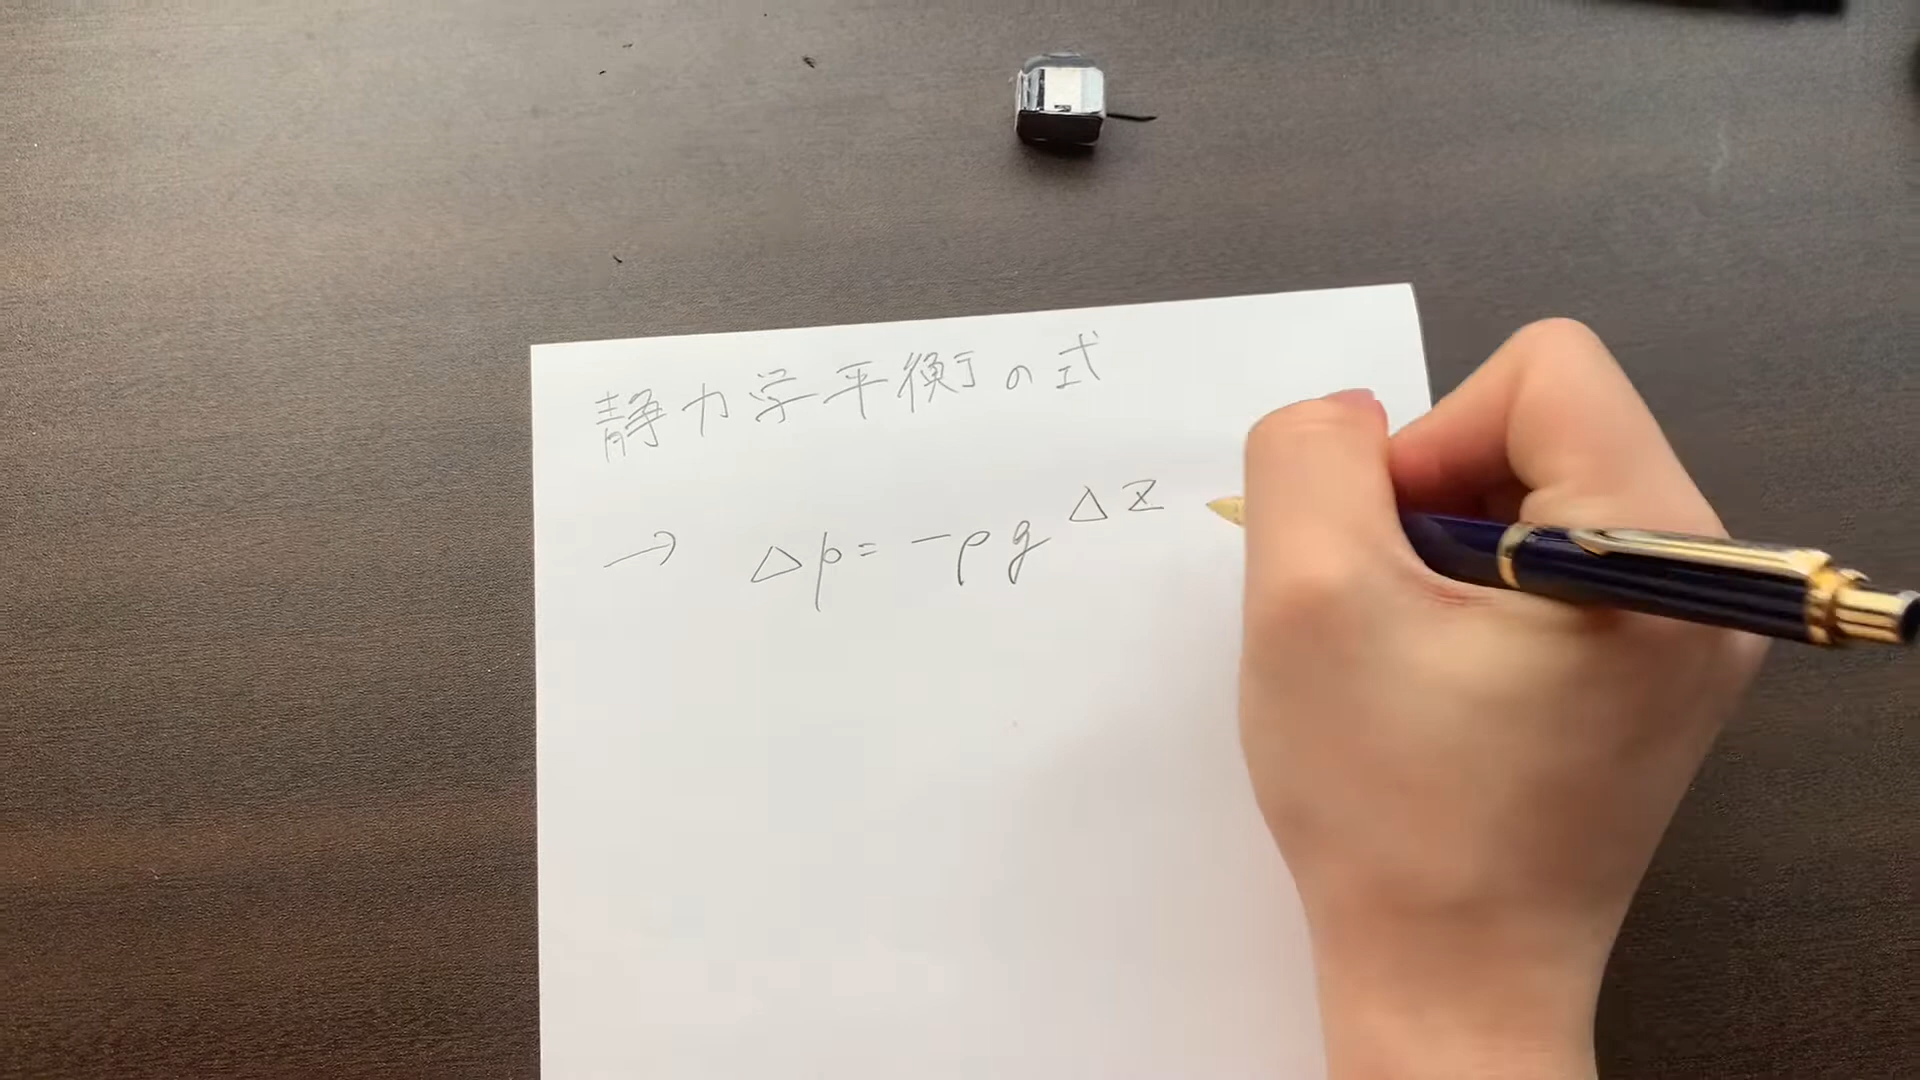 静力学平衡の式
→ Δp = -ρg Δz